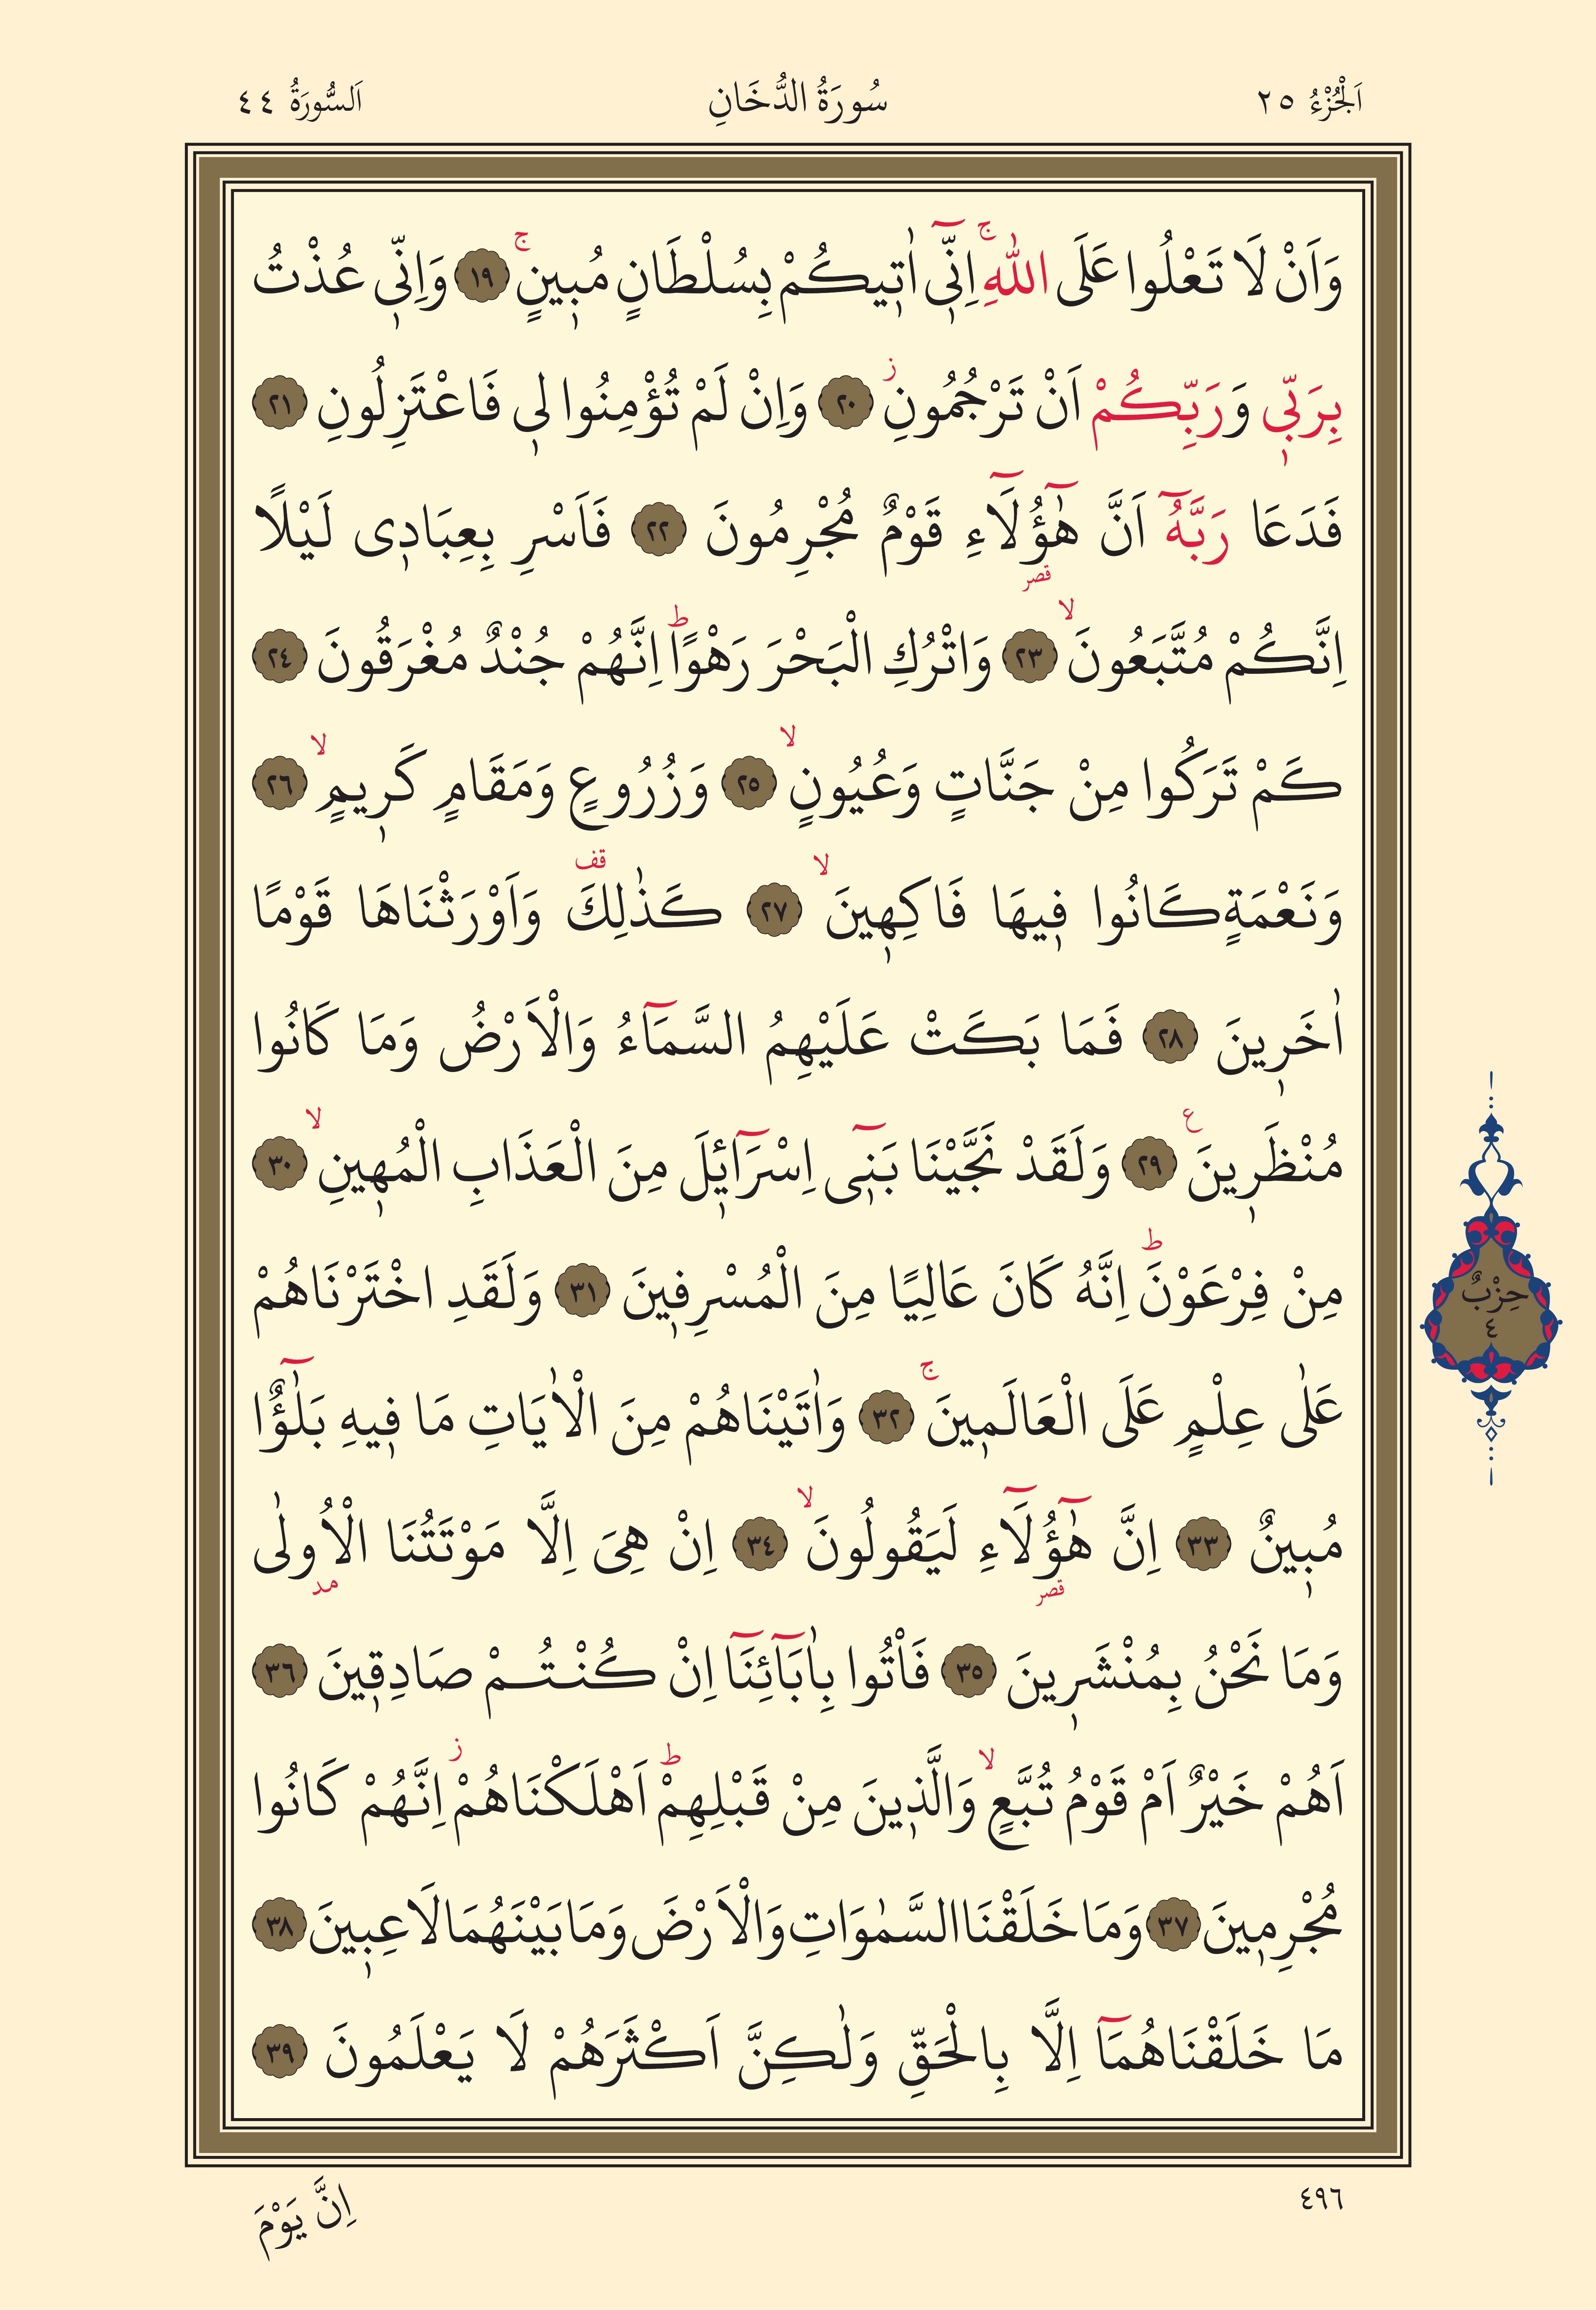 اَلْجُزْءُ ٢٥
سُورَةُ الدُّخَانِ
اَلسُّورَةُ ٤٤
وَاَنْ لَا تَعْلُوا عَلَى اللّٰهِۚ اِنّ۪ٓي اٰت۪يكُمْ بِسُلْطَانٍ مُب۪ينٍۚ ﴿١٩﴾ وَاِنّ۪ي عُذْتُ
بِرَبّ۪ي وَرَبِّكُمْ اَنْ تَرْجُمُونِۘ ﴿٢٠﴾ وَاِنْ لَمْ تُؤْمِنُوا ل۪ي فَاعْتَزِلُونِ ﴿٢١﴾
فَدَعَا رَبَّهُٓ اَنَّ هٰٓؤُ۬لَٓاءِ قَوْمٌ مُجْرِمُونَ ﴿٢٢﴾ فَاَسْرِ بِعِبَاد۪ي لَيْلًا
قصر
اِنَّكُمْ مُتَّبَعُونَۙ ﴿٢٣﴾ وَاتْرُكِ الْبَحْرَ رَهْوًاۜ اِنَّهُمْ جُنْدٌ مُغْرَقُونَ ﴿٢٤﴾
كَمْ تَرَكُوا مِنْ جَنَّاتٍ وَعُيُونٍۙ ﴿٢٥﴾ وَزُرُوعٍ وَمَقَامٍ كَر۪يمٍۙ ﴿٢٦﴾
وَنَعْمَةٍ كَانُوا ف۪يهَا فَاكِه۪ينَۙ ﴿٢٧﴾ كَذٰلِكَ۠ وَاَوْرَثْنَاهَا قَوْمًا
اٰخَر۪ينَ ﴿٢٨﴾ فَمَا بَكَتْ عَلَيْهِمُ السَّمَٓاءُ وَالْاَرْضُ وَمَا كَانُوا
مُنْظَر۪ينَ۟ ﴿٢٩﴾ وَلَقَدْ نَجَّيْنَا بَن۪ٓي اِسْرَٓائ۪لَ مِنَ الْعَذَابِ الْمُه۪ينِۙ ﴿٣٠﴾
مِنْ فِرْعَوْنَۜ اِنَّهُ كَانَ عَالِيًا مِنَ الْمُسْرِف۪ينَ ﴿٣١﴾ وَلَقَدِ اخْتَرْنَاهُمْ
حِزْبٌ
٤
عَلٰى عِلْمٍ عَلَى الْعَالَم۪ينَۚ ﴿٣٢﴾ وَاٰتَيْنَاهُمْ مِنَ الْاٰيَاتِ مَا ف۪يهِ بَلٰٓؤٌا
مُب۪ينٌ ﴿٣٣﴾ اِنَّ هٰٓؤُ۬لَٓاءِ لَيَقُولُونَۙ ﴿٣٤﴾ اِنْ هِيَ اِلَّا مَوْتَتُنَا الْاُو۫لٰى
قصر مد
وَمَا نَحْنُ بِمُنْشَر۪ينَ ﴿٣٥﴾ فَأْتُوا بِاٰبَٓائِنَٓا اِنْ كُنْتُمْ صَادِق۪ينَ ﴿٣٦﴾
اَهُمْ خَيْرٌ اَمْ قَوْمُ تُبَّعٍۙ وَالَّذ۪ينَ مِنْ قَبْلِهِمْۜ اَهْلَكْنَاهُمْۘ اِنَّهُمْ كَانُوا
مُجْرِم۪ينَ ﴿٣٧﴾ وَمَا خَلَقْنَا السَّمٰوَاتِ وَالْاَرْضَ وَمَا بَيْنَهُمَا لَاعِب۪ينَ ﴿٣٨﴾
مَا خَلَقْنَاهُمَٓا اِلَّا بِالْحَقِّ وَلٰكِنَّ اَكْثَرَهُمْ لَا يَعْلَمُونَ ﴿٣٩﴾
٤٩٦
اِنَّ يَوْمَ